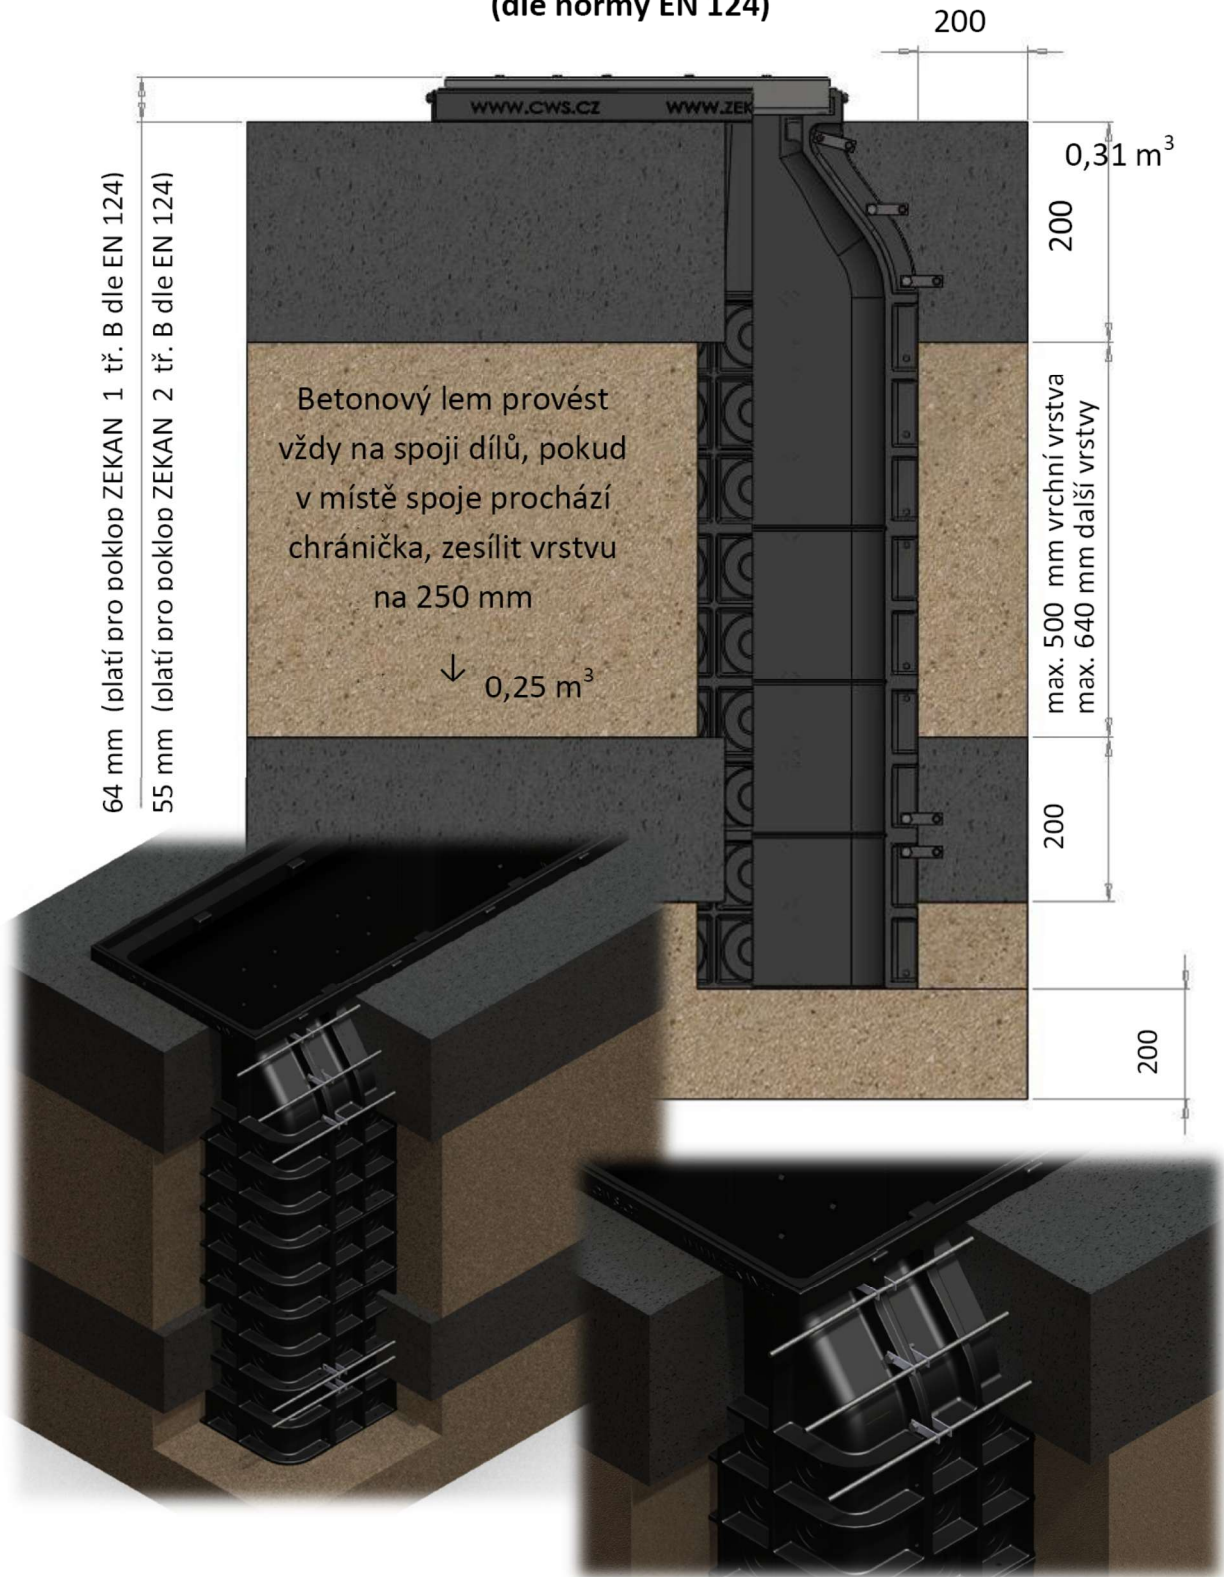 (dle normy EN 124)
200
WWW.CWS.CZ WWW.ZEK
0,31 m³
200
64 mm (platí pro poklop ZEKAN 1 tř. B dle EN 124)
55 mm (platí pro poklop ZEKAN 2 tř. B dle EN 124)
Betonový lem provést
vždy na spoji dílů, pokud
v místě spoje prochází
chránička, zesílit vrstvu
na 250 mm
↓ 0,25 m³
max. 500 mm vrchní vrstva
max. 640 mm další vrstvy
200
200